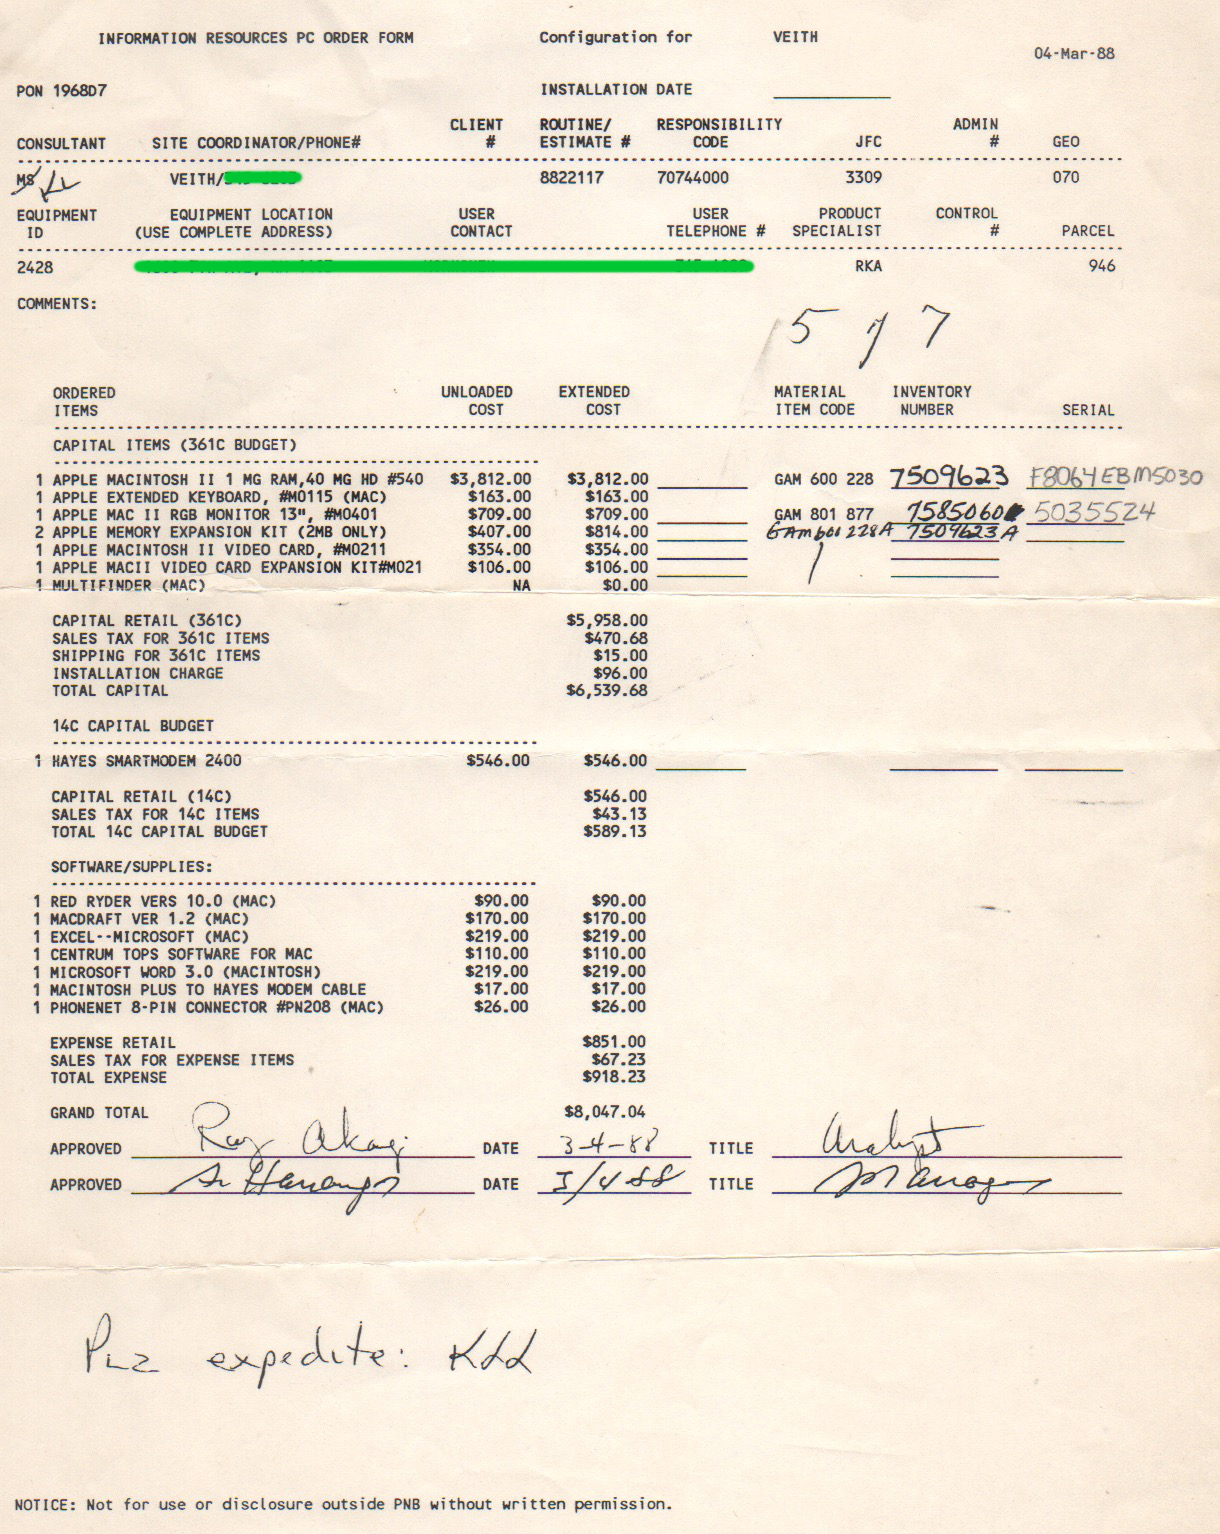 INFORMATION RESOURCES PC ORDER FORM Configuration for VEITH
04-Mar-88
PON 1968D7 INSTALLATION DATE
CLIENT ROUTINE/ RESPONSIBILITY ADMIN
CONSULTANT SITE COORDINATOR/PHONE# # ESTIMATE # CODE JFC # GEO
MS VEITH/ 8822117 70744000 3309 070
EQUIPMENT EQUIPMENT LOCATION USER USER PRODUCT CONTROL
ID (USE COMPLETE ADDRESS) CONTACT TELEPHONE # SPECIALIST # PARCEL
2428 RKA 946
COMMENTS:
5 / 7
ORDERED UNLOADED EXTENDED MATERIAL INVENTORY
ITEMS COST COST ITEM CODE NUMBER SERIAL
CAPITAL ITEMS (361C BUDGET)
1 APPLE MACINTOSH II 1 MG RAM,40 MG HD #540 $3,812.00 $3,812.00 GAM 600 228 7509623 F8064EBM5030
1 APPLE EXTENDED KEYBOARD, #M0115 (MAC) $163.00 $163.00
1 APPLE MAC II RGB MONITOR 13", #M0401 $709.00 $709.00 GAM 801 877 7585060 5035524
2 APPLE MEMORY EXPANSION KIT (2MB ONLY) $407.00 $814.00 GAM601 228A 7509623A
1 APPLE MACINTOSH II VIDEO CARD, #M0211 $354.00 $354.00
1 APPLE MACII VIDEO CARD EXPANSION KIT#M021 $106.00 $106.00
1 MULTIFINDER (MAC) NA $0.00
CAPITAL RETAIL (361C) $5,958.00
SALES TAX FOR 361C ITEMS $470.68
SHIPPING FOR 361C ITEMS $15.00
INSTALLATION CHARGE $96.00
TOTAL CAPITAL $6,539.68
14C CAPITAL BUDGET
1 HAYES SMARTMODEM 2400 $546.00 $546.00
CAPITAL RETAIL (14C) $546.00
SALES TAX FOR 14C ITEMS $43.13
TOTAL 14C CAPITAL BUDGET $589.13
SOFTWARE/SUPPLIES:
1 RED RYDER VERS 10.0 (MAC) $90.00 $90.00
1 MACDRAFT VER 1.2 (MAC) $170.00 $170.00
1 EXCEL--MICROSOFT (MAC) $219.00 $219.00
1 CENTRUM TOPS SOFTWARE FOR MAC $110.00 $110.00
1 MICROSOFT WORD 3.0 (MACINTOSH) $219.00 $219.00
1 MACINTOSH PLUS TO HAYES MODEM CABLE $17.00 $17.00
1 PHONENET 8-PIN CONNECTOR #PN208 (MAC) $26.00 $26.00
EXPENSE RETAIL $851.00
SALES TAX FOR EXPENSE ITEMS $67.23
TOTAL EXPENSE $918.23
GRAND TOTAL $8,047.04
APPROVED Ray Akagi DATE 3-4-88 TITLE Analyst
APPROVED DATE 3/4/88 TITLE Manager
Plz expedite: KLL
NOTICE: Not for use or disclosure outside PNB without written permission.